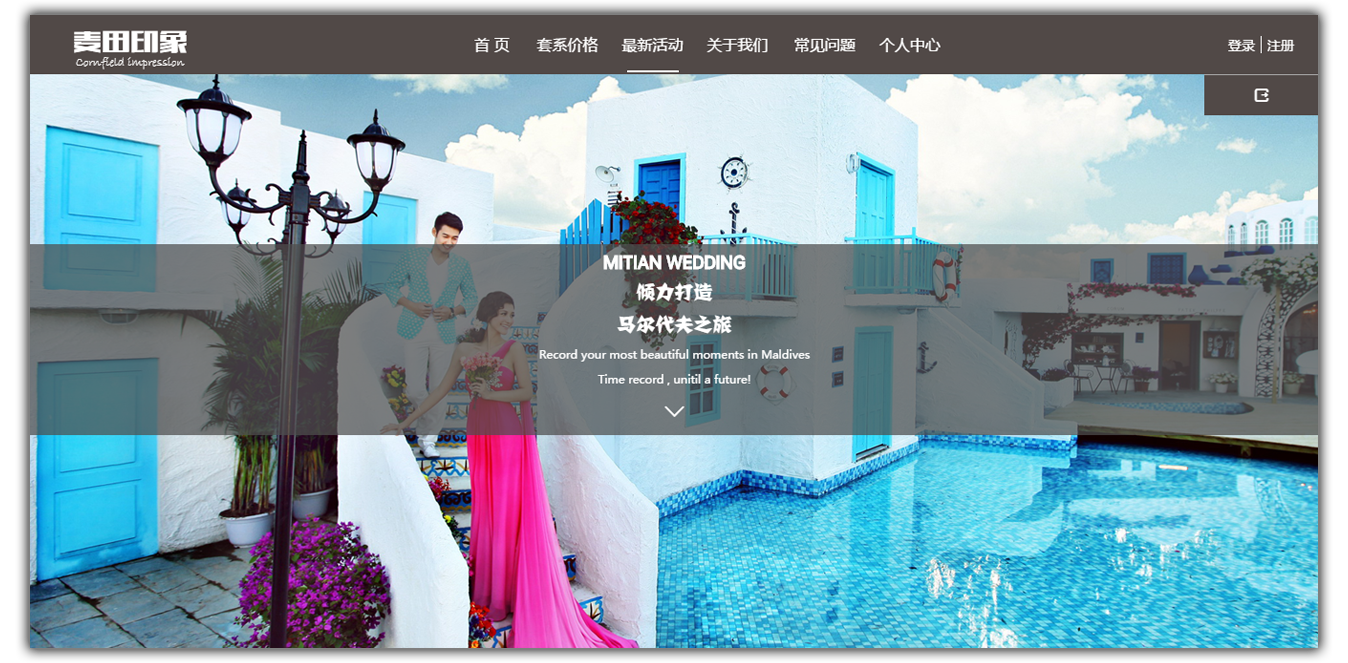 麦田印象
Cornfield impression
首 页 套系价格 最新活动 关于我们 常见问题 个人中心
登录 | 注册
MITIAN WEDDING
倾力打造
马尔代夫之旅
Record your most beautiful moments in Maldives
Time record , unitil a future!